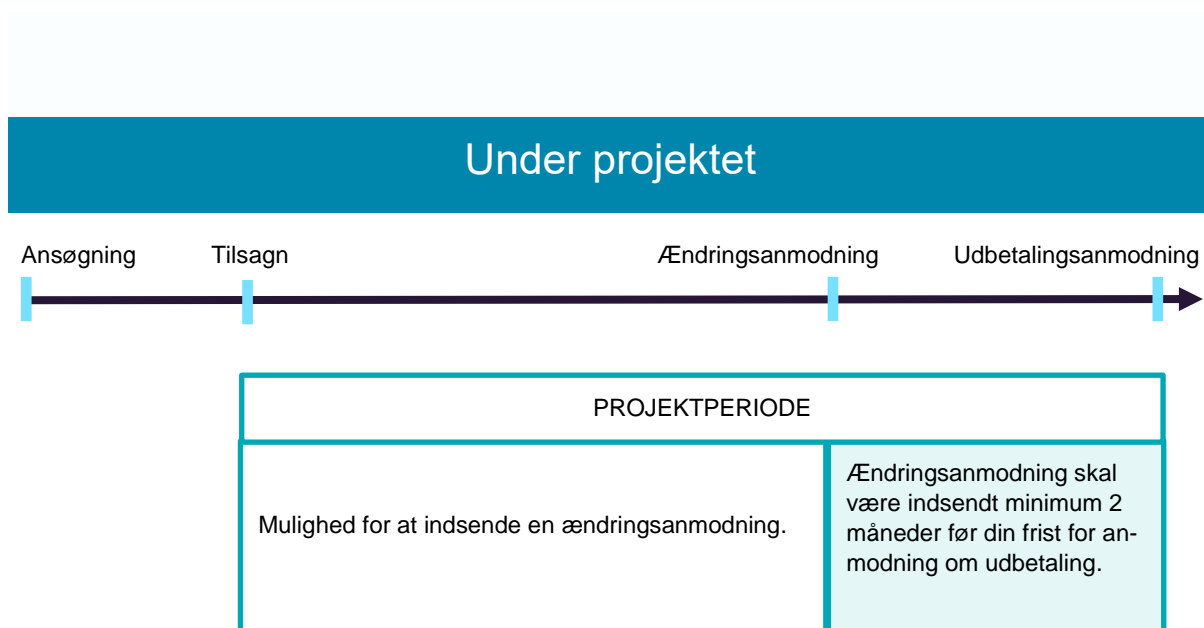 Under projektet
Ansøgning Tilsagn Ændringsanmodning Udbetalingsanmodning
PROJEKTPERIODE
Mulighed for at indsende en ændringsanmodning.
Ændringsanmodning skal
være indsendt minimum 2
måneder før din frist for an-
modning om udbetaling.